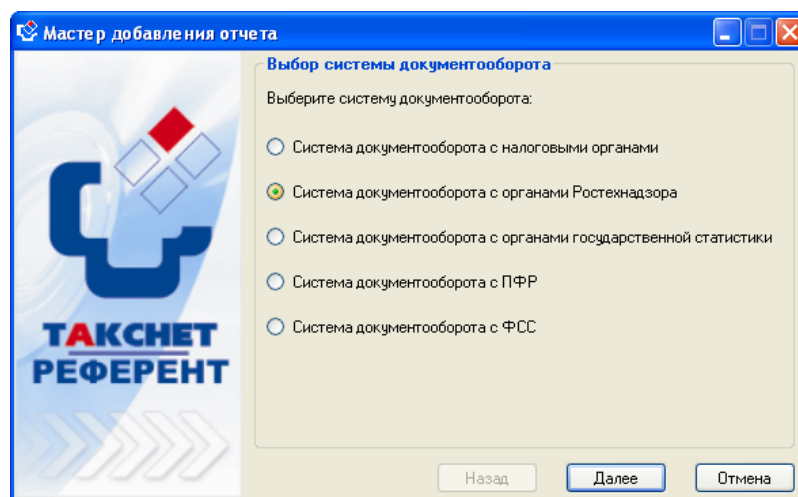 Мастер добавления отчета
Выбор системы документооборота
Выберите систему документооборота:
Система документооборота с налоговыми органами
Система документооборота с органами Ростехнадзора
Система документооборота с органами государственной статистики
Система документооборота с ПФР
Система документооборота с ФСС
ТАКСНЕТ
РЕФЕРЕНТ
Назад
Далее
Отмена